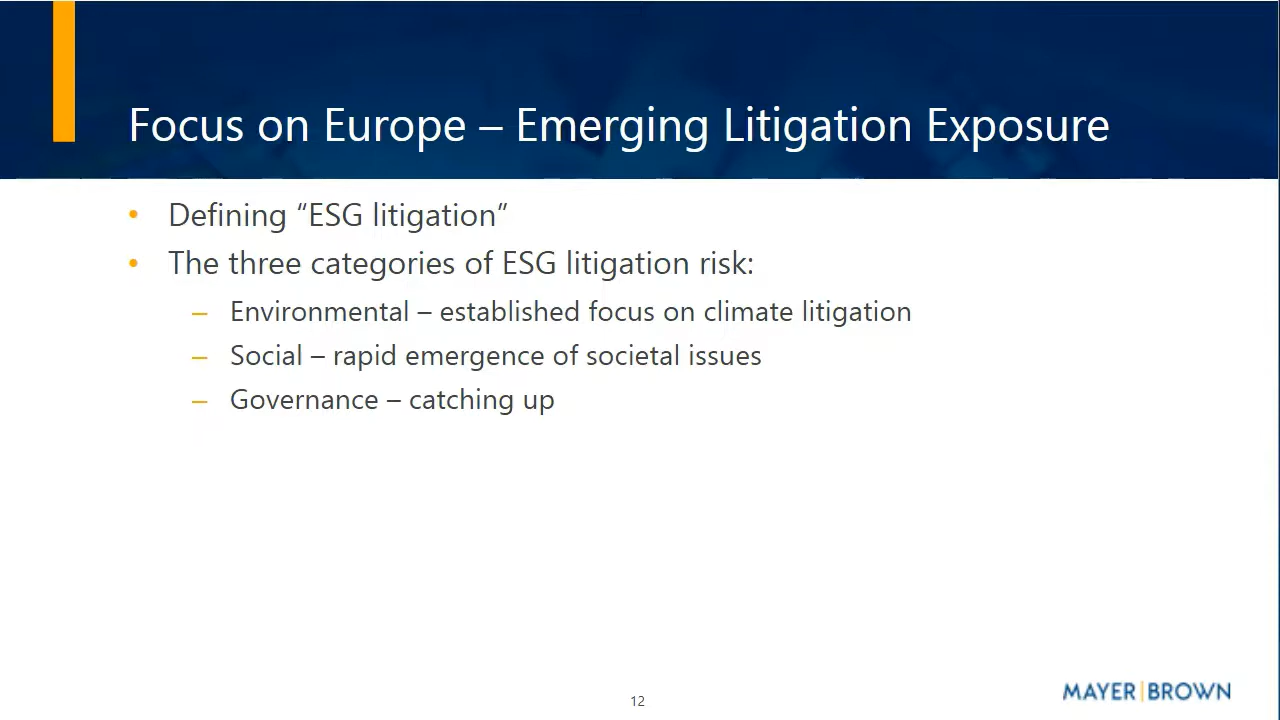 Focus on Europe – Emerging Litigation Exposure
• Defining “ESG litigation”
• The three categories of ESG litigation risk:
– Environmental – established focus on climate litigation
– Social – rapid emergence of societal issues
– Governance – catching up
12
MAYER|BROWN